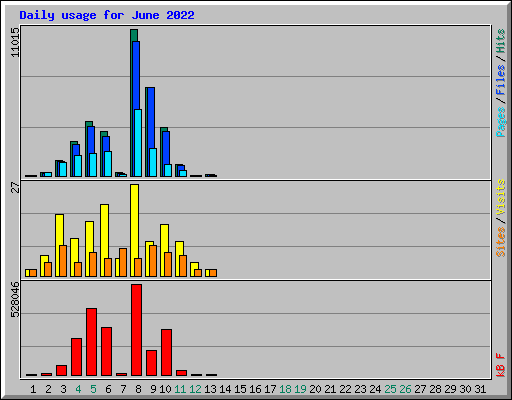 Daily usage for June 2022
11015
Pages/Files/Hits
27
Sites/Visits
528046
kB F
1 2 3 4 5 6 7 8 9 10 11 12 13 14 15 16 17 18 19 20 21 22 23 24 25 26 27 28 29 30 31